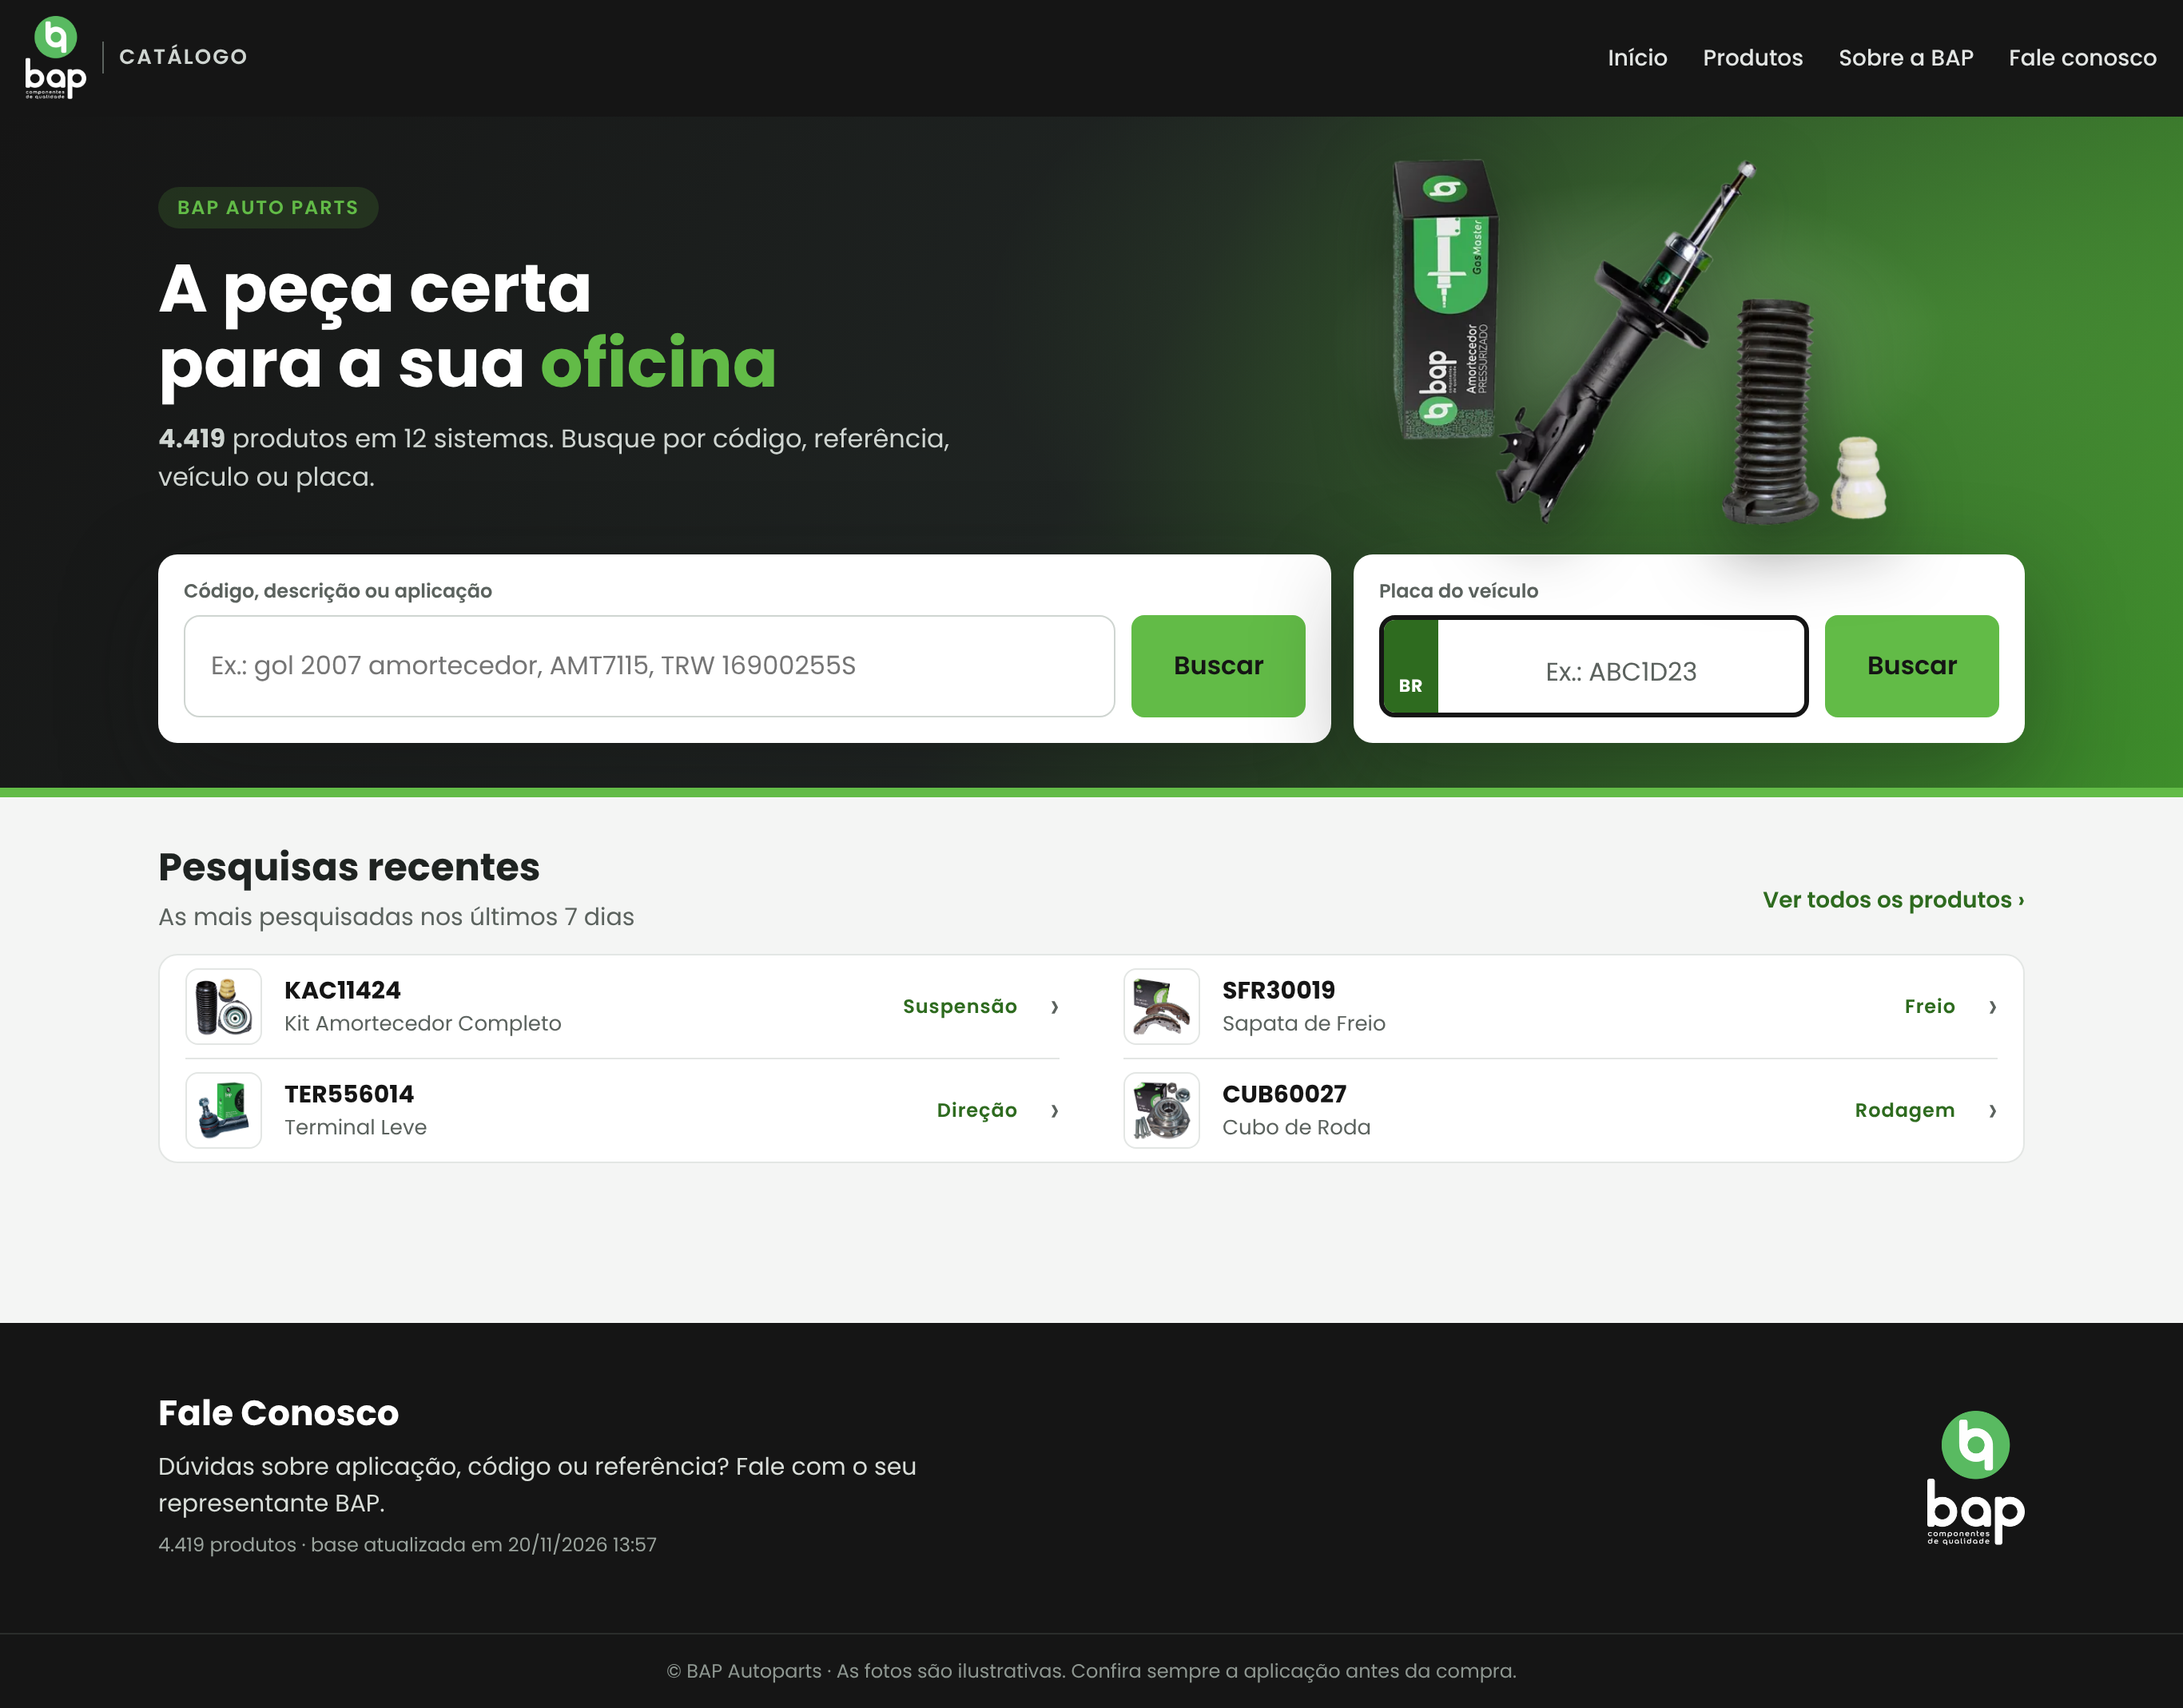 bap
componentes
de qualidade
CATÁLOGO
Início
Produtos
Sobre a BAP
Fale conosco
BAP AUTO PARTS
A peça certa
para a sua oficina
4.419 produtos em 12 sistemas. Busque por código, referência,
veículo ou placa.
GasMaster
bap
Amortecedor
PRESSURIZADO
Código, descrição ou aplicação
Ex.: gol 2007 amortecedor, AMT7115, TRW 16900255S
Buscar
Placa do veículo
BR
Ex.: ABC1D23
Buscar
Pesquisas recentes
As mais pesquisadas nos últimos 7 dias
Ver todos os produtos ›
KAC11424
Kit Amortecedor Completo
Suspensão ›
SFR30019
Sapata de Freio
Freio ›
TER556014
Terminal Leve
Direção ›
CUB60027
Cubo de Roda
Rodagem ›
Fale Conosco
Dúvidas sobre aplicação, código ou referência? Fale com o seu
representante BAP.
4.419 produtos · base atualizada em 20/11/2026 13:57
bap
componentes
de qualidade
© BAP Autoparts · As fotos são ilustrativas. Confira sempre a aplicação antes da compra.